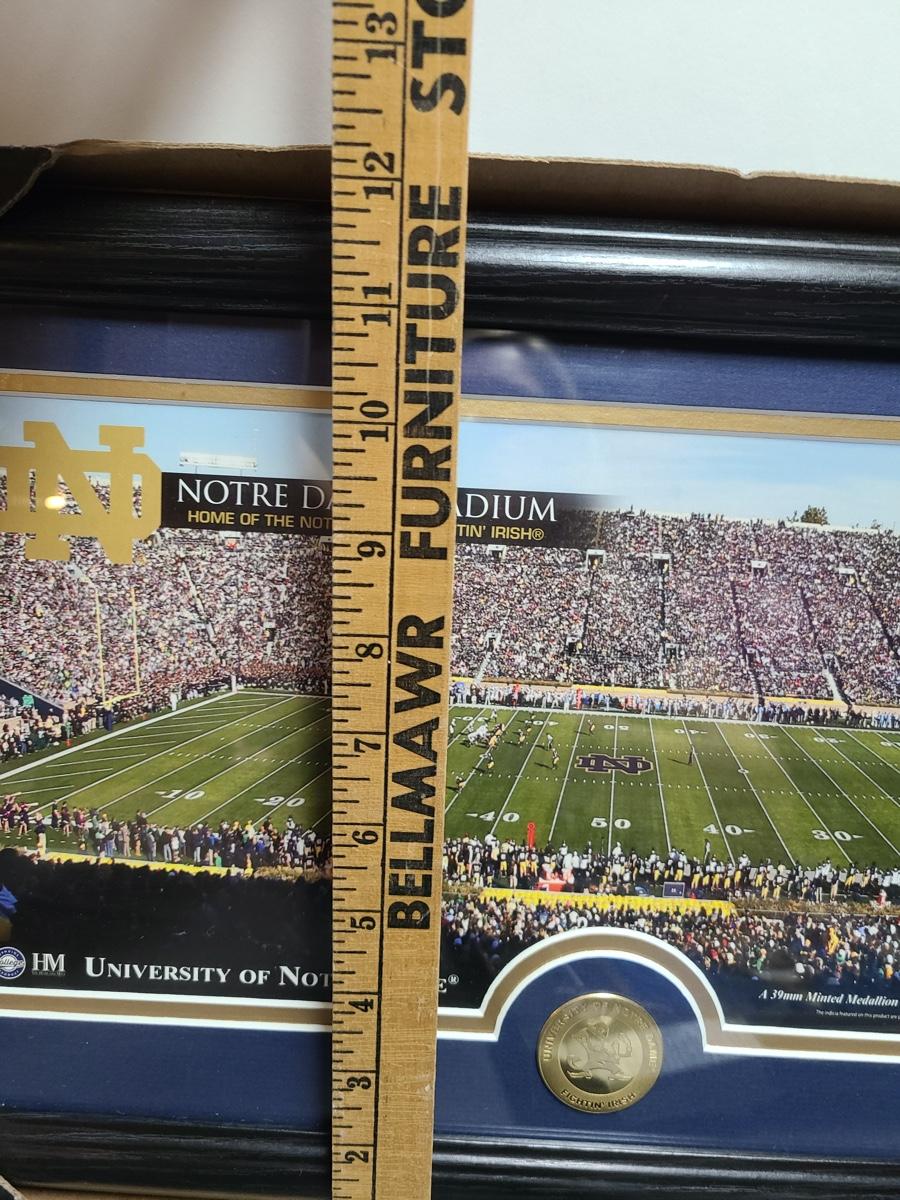 13
12
11
10
9
8
7
6
5
4
3
2
BELLMAWR FURNITURE STO
ND
NOTRE DA
ADIUM
HOME OF THE NOT
TIN' IRISH®
ND
-10
-20
-40
50
40-
30-
HM
UNIVERSITY OF NOT
E®
A 39mm Minted Medallion
UNIVERSITY OF NOTRE DAME
FIGHTIN' IRISH